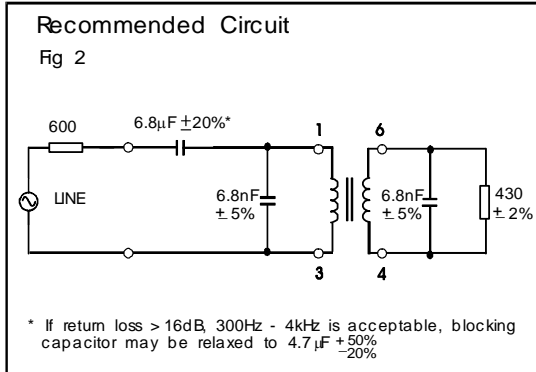 Recommended Circuit
Fig 2
600
6.8µF ±20%*
1
6
LINE
6.8nF
± 5%
6.8nF
± 5%
430
± 2%
3
4
* If return loss > 16dB, 300Hz - 4kHz is acceptable, blocking
capacitor may be relaxed to 4.7µF +50%
−20%